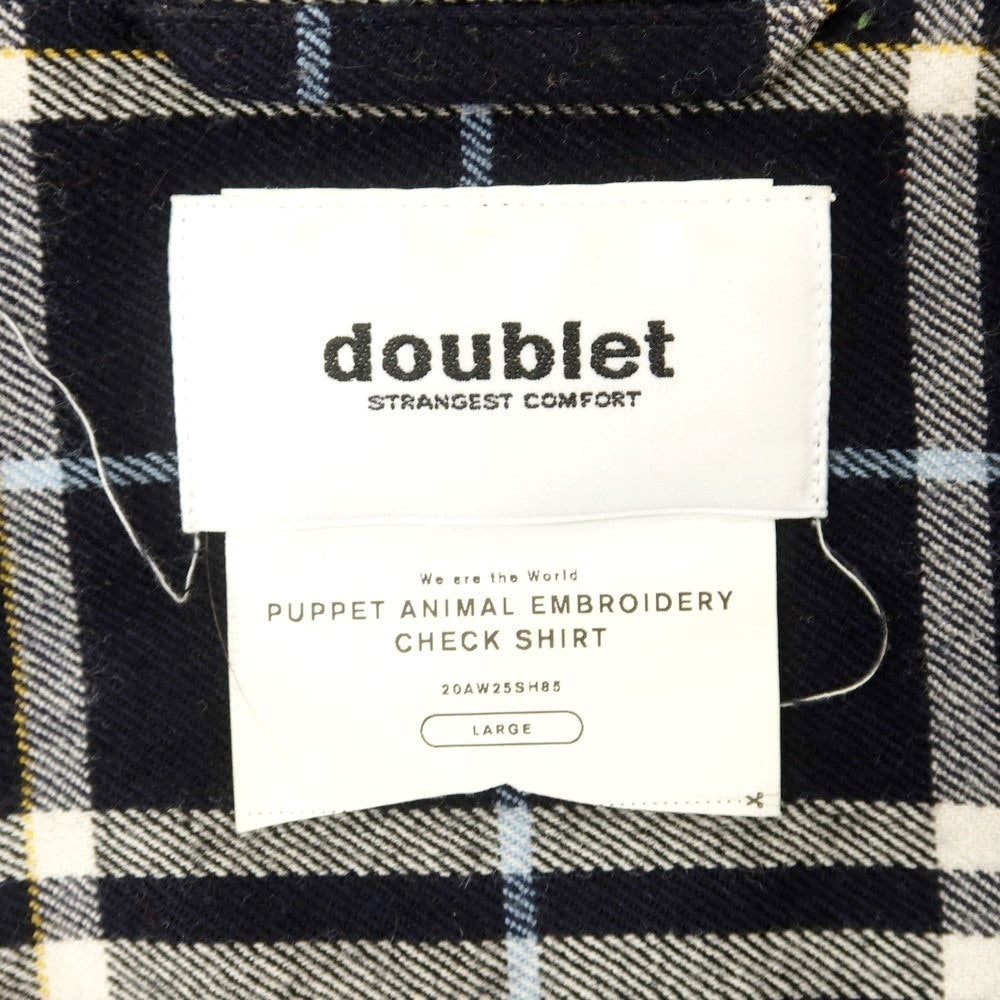 doublet
STRANGEST COMFORT
We are the World
PUPPET ANIMAL EMBROIDERY
CHECK SHIRT
20AW25SH85
LARGE